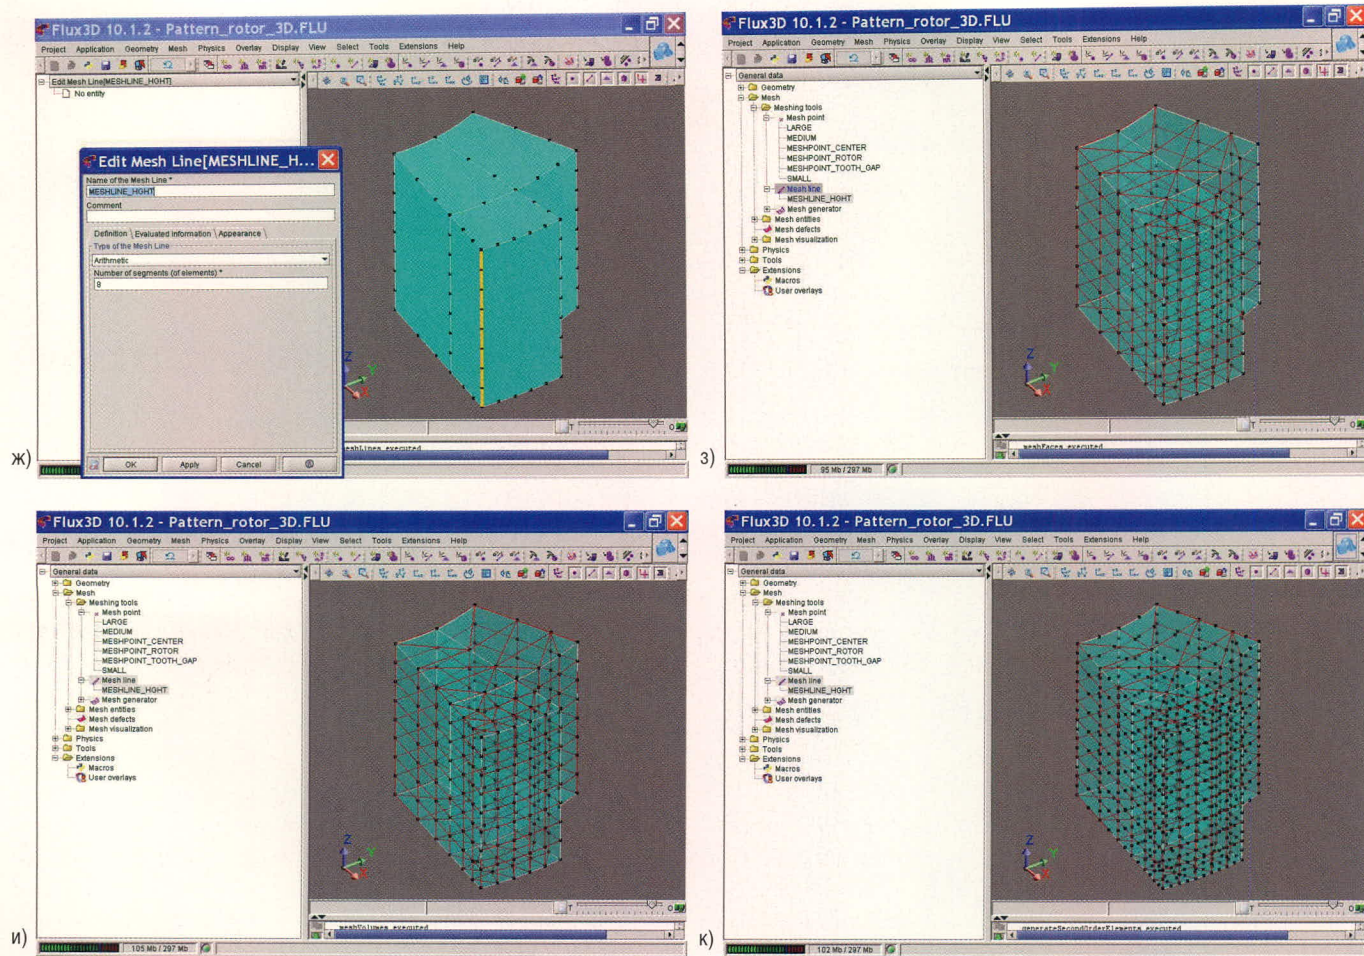 Flux3D 10.1.2 - Pattern_rotor_3D.FLU
Project Application Geometry Mesh Physics Overlay Display View Select Tools Extensions Help
Edit Mesh Line[MESHLINE_HGHT]
No entity
Edit Mesh Line[MESHLINE_H...
Name of the Mesh Line *
MESHLINE_HGHT
Comment
Definition Evaluated information Appearance
Type of the Mesh Line
Arithmetic
Number of segments (of elements) *
8
OK Apply Cancel
Z
Y
X
T
meshLines executed
ж)
Flux3D 10.1.2 - Pattern_rotor_3D.FLU
Project Application Geometry Mesh Physics Overlay Display View Select Tools Extensions Help
General data
Geometry
Mesh
Meshing tools
Mesh point
LARGE
MEDIUM
MESHPOINT_CENTER
MESHPOINT_ROTOR
MESHPOINT_TOOTH_GAP
SMALL
Mesh line
MESHLINE_HGHT
Mesh generator
Mesh entities
Mesh defects
Mesh visualization
Physics
Tools
Extensions
Macros
User overlays
Z
Y
X
T
meshFaces executed
95 Mb / 297 Mb
з)
Flux3D 10.1.2 - Pattern_rotor_3D.FLU
Project Application Geometry Mesh Physics Overlay Display View Select Tools Extensions Help
General data
Geometry
Mesh
Meshing tools
Mesh point
LARGE
MEDIUM
MESHPOINT_CENTER
MESHPOINT_ROTOR
MESHPOINT_TOOTH_GAP
SMALL
Mesh line
MESHLINE_HGHT
Mesh generator
Mesh entities
Mesh defects
Mesh visualization
Physics
Tools
Extensions
Macros
User overlays
Z
Y
X
T
meshVolumes executed
105 Mb / 297 Mb
и)
Flux3D 10.1.2 - Pattern_rotor_3D.FLU
Project Application Geometry Mesh Physics Overlay Display View Select Tools Extensions Help
General data
Geometry
Mesh
Meshing tools
Mesh point
LARGE
MEDIUM
MESHPOINT_CENTER
MESHPOINT_ROTOR
MESHPOINT_TOOTH_GAP
SMALL
Mesh line
MESHLINE_HGHT
Mesh generator
Mesh entities
Mesh defects
Mesh visualization
Physics
Tools
Extensions
Macros
User overlays
Z
Y
X
T
generateSecondOrderElements executed
102 Mb / 297 Mb
к)